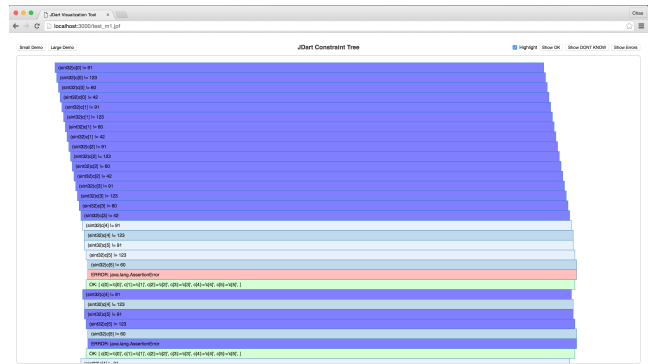 JDart Visualization Tool
Chao
localhost:3000/test_m1.jpf
Small Demo Large Demo JDart Constraint Tree Highlight Show OK Show DONT KNOW Show Errors
(sint32)c[0] != 91
(sint32)c[0] != 123
(sint32)c[0] != 60
(sint32)c[0] != 42
(sint32)c[1] != 91
(sint32)c[1] != 123
(sint32)c[1] != 60
(sint32)c[1] != 42
(sint32)c[2] != 91
(sint32)c[2] != 123
(sint32)c[2] != 60
(sint32)c[2] != 42
(sint32)c[3] != 91
(sint32)c[3] != 123
(sint32)c[3] != 60
(sint32)c[3] != 42
(sint32)c[4] != 91
(sint32)c[4] != 123
(sint32)c[5] != 91
(sint32)c[5] != 123
(sint32)c[6] != 60
ERROR: java.lang.AssertionError
(sint32)c[4] != 91
(sint32)c[4] != 123
(sint32)c[5] != 91
(sint32)c[5] != 123
(sint32)c[6] != 60
ERROR: java.lang.AssertionError